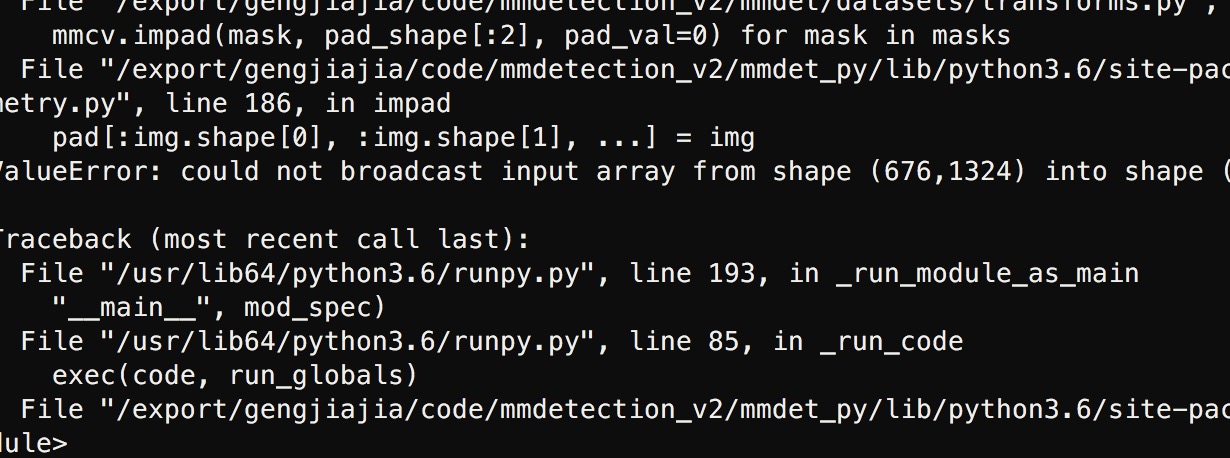 File "/export/gengjiajia/code/mmdetection_v2/mmdet/datasets/transforms.py",
mmcv.impad(mask, pad_shape[:2], pad_val=0) for mask in masks
File "/export/gengjiajia/code/mmdetection_v2/mmdet_py/lib/python3.6/site-pac
metry.py", line 186, in impad
pad[:img.shape[0], :img.shape[1], ...] = img
ValueError: could not broadcast input array from shape (676,1324) into shape (
Traceback (most recent call last):
File "/usr/lib64/python3.6/runpy.py", line 193, in _run_module_as_main
"__main__", mod_spec)
File "/usr/lib64/python3.6/runpy.py", line 85, in _run_code
exec(code, run_globals)
File "/export/gengjiajia/code/mmdetection_v2/mmdet_py/lib/python3.6/site-pac
dule>